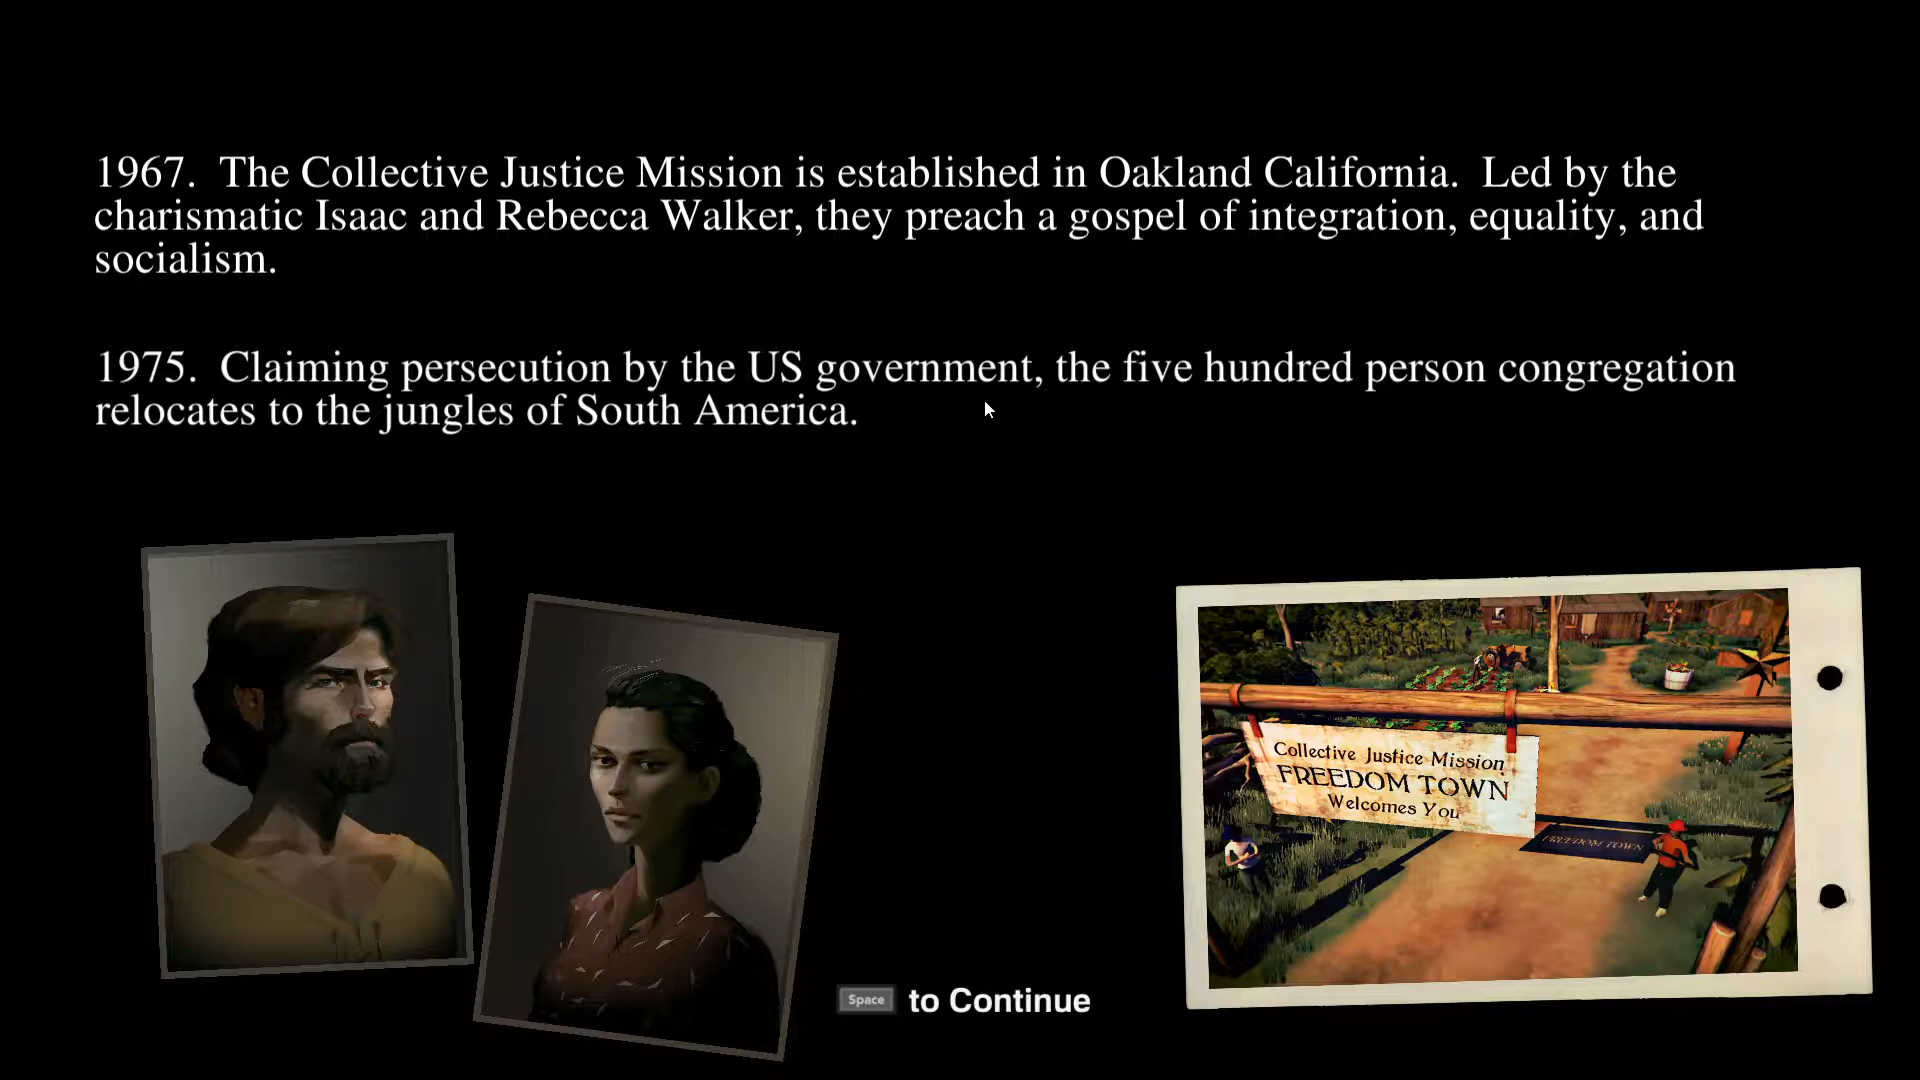 1967.  The Collective Justice Mission is established in Oakland California.  Led by the
charismatic Isaac and Rebecca Walker, they preach a gospel of integration, equality, and
socialism.
1975.  Claiming persecution by the US government, the five hundred person congregation
relocates to the jungles of South America.
Collective Justice Mission
FREEDOM TOWN
Welcomes You
FREEDOM TOWN
Space to Continue